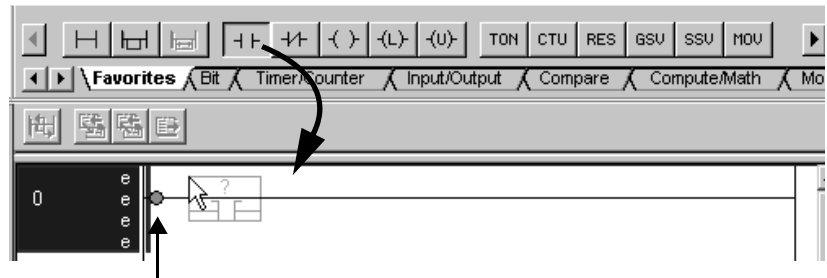 (L) (U) TON CTU RES GSV SSV MOV
Favorites Bit Timer/Counter Input/Output Compare Compute/Math Mo
0
e
e
e
e
?